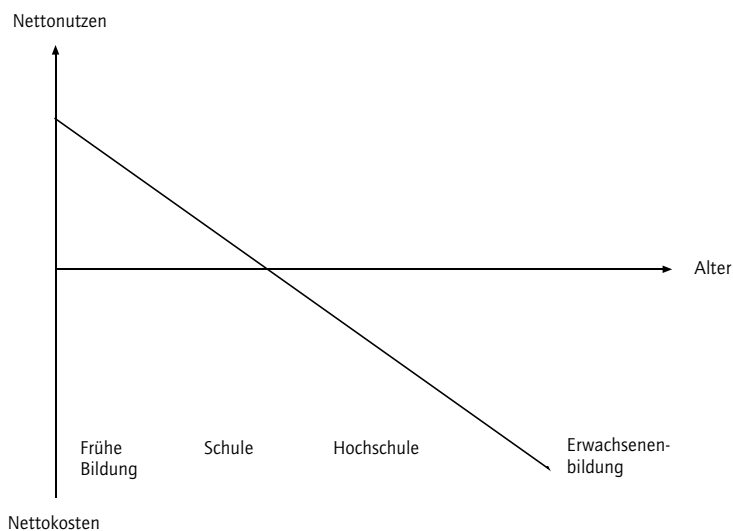 Nettonutzen
Alter
Frühe
Bildung
Schule
Hochschule
Erwachsenen-
bildung
Nettokosten